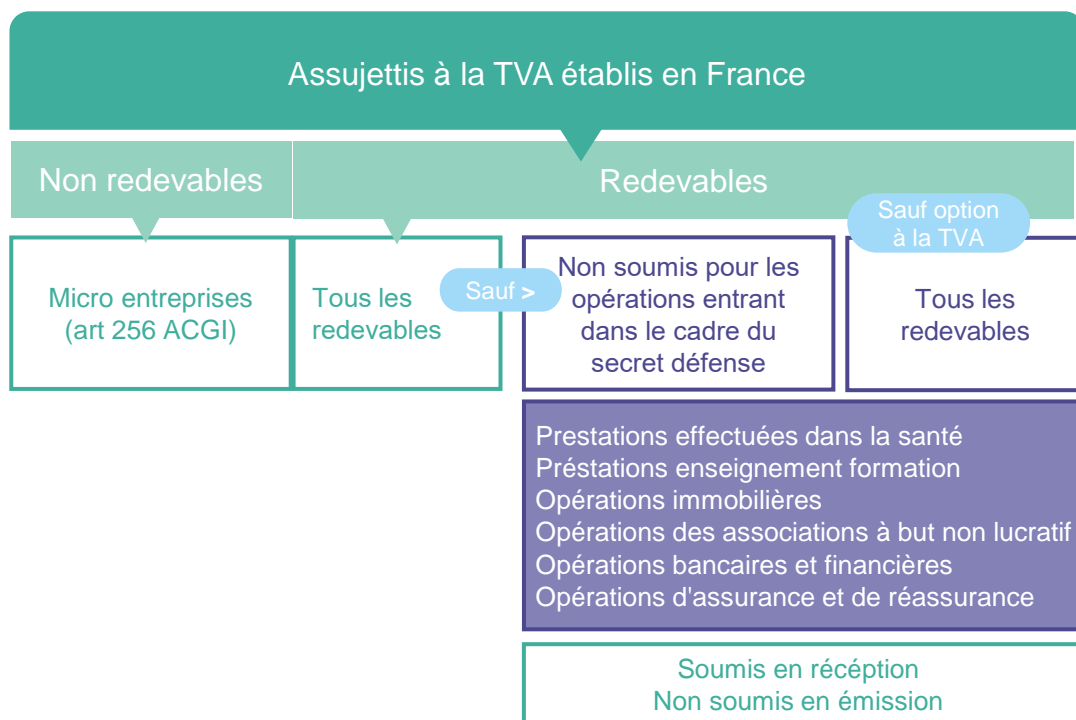 Assujettis à la TVA établis en France
Non redevables
Redevables
Sauf option
à la TVA
Micro entreprises
(art 256 ACGI)
Tous les
redevables
Sauf >
Non soumis pour les
opérations entrant
dans le cadre du
secret défense
Tous les
redevables
Prestations effectuées dans la santé
Préstations enseignement formation
Opérations immobilières
Opérations des associations à but non lucratif
Opérations bancaires et financières
Opérations d'assurance et de réassurance
Soumis en récéption
Non soumis en émission